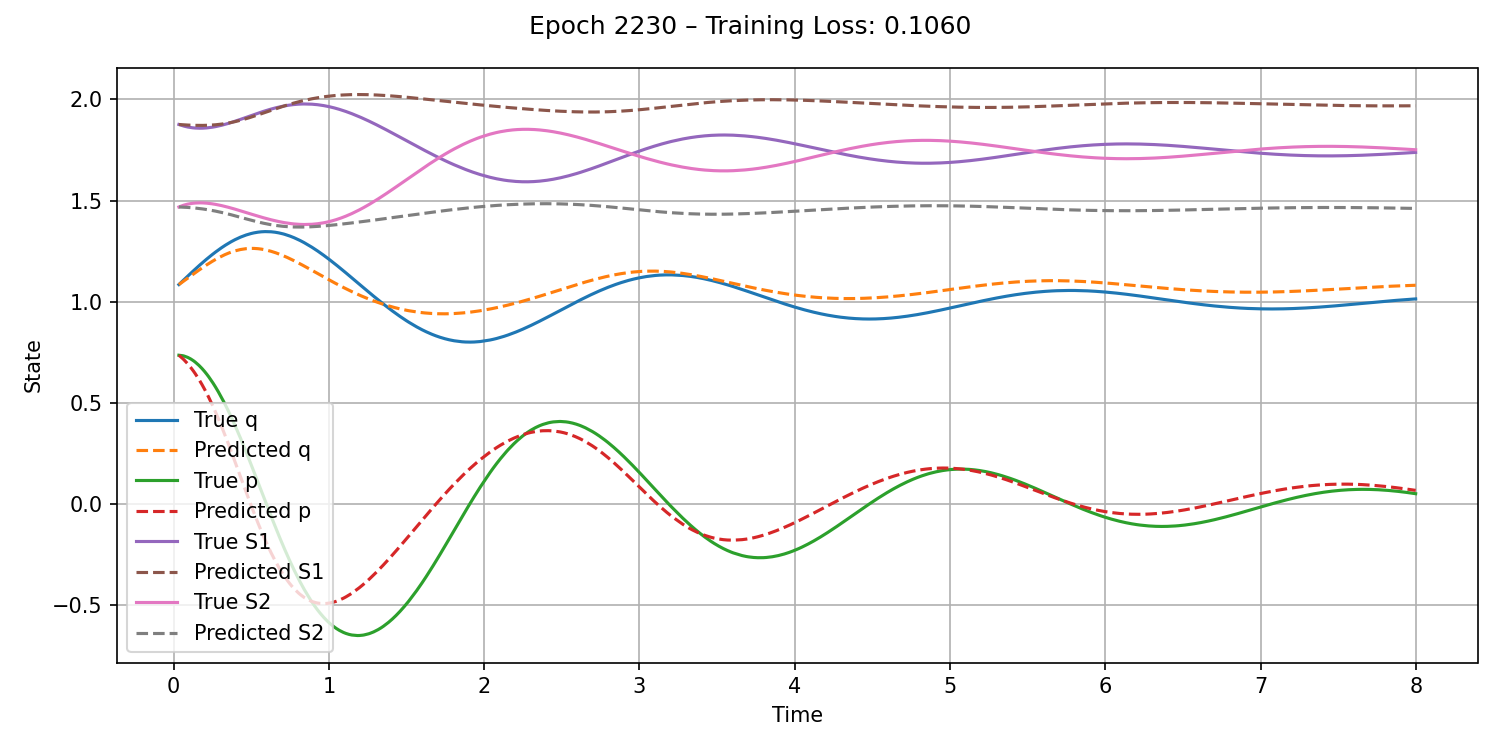 Epoch 2230 – Training Loss: 0.1060
State
2.0
1.5
1.0
0.5
0.0
−0.5
True q
Predicted q
True p
Predicted p
True S1
Predicted S1
True S2
Predicted S2
0 1 2 3 4 5 6 7 8
Time